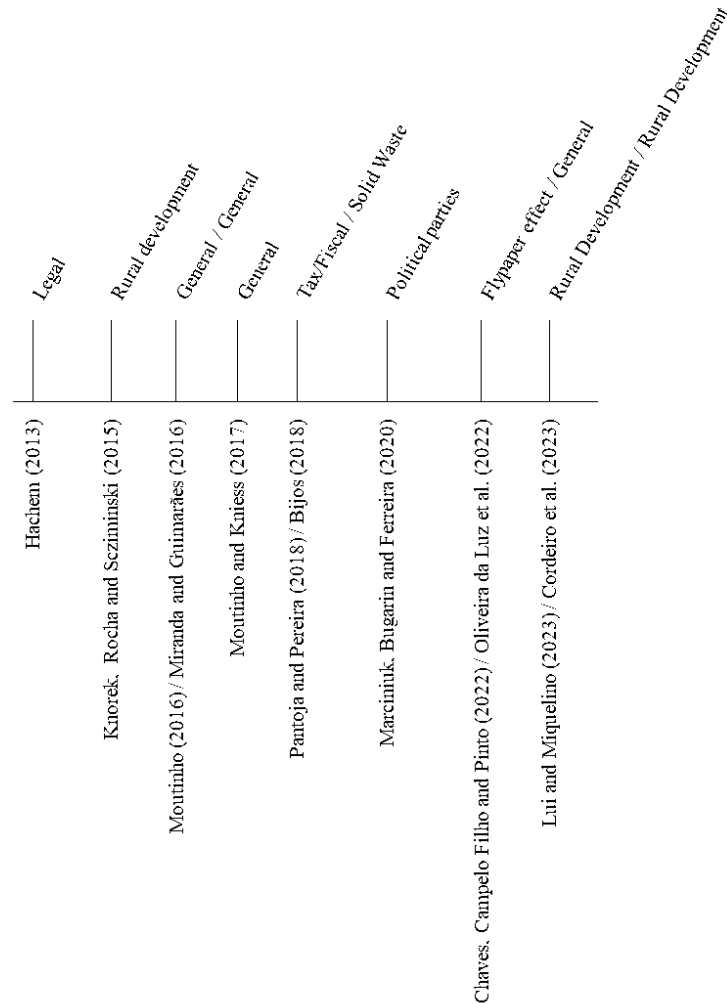 Legal
Rural development
General / General
General
Tax/Fiscal / Solid Waste
Political parties
Flypaper effect / General
Rural Development / Rural Development
Hachem (2013)
Knorek, Rocha and Scziminski (2015)
Moutinho (2016) / Miranda and Guimarães (2016)
Moutinho and Kniess (2017)
Pantoja and Pereira (2018) / Bijos (2018)
Marciniuk, Bugarin and Ferreira (2020)
Chaves, Campelo Filho and Pinto (2022) / Oliveira da Luz et al. (2022)
Lui and Miquelino (2023) / Cordeiro et al. (2023)